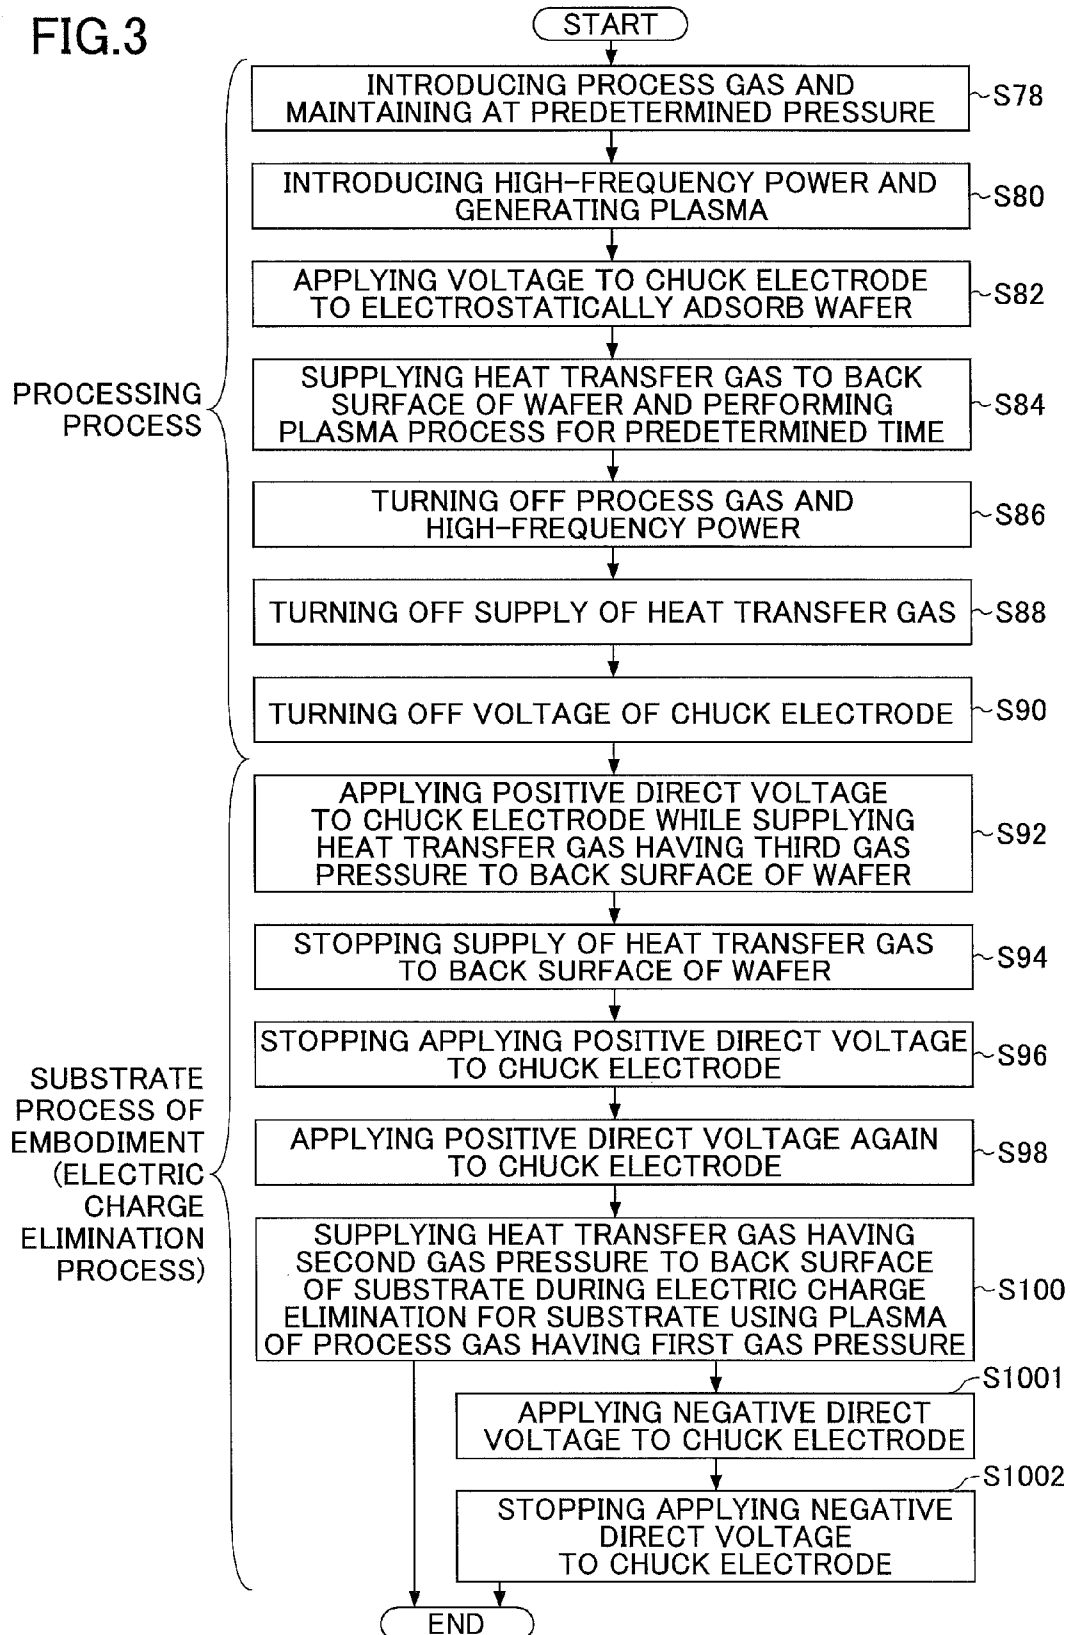 FIG.3
START
INTRODUCING PROCESS GAS AND
MAINTAINING AT PREDETERMINED PRESSURE
S78
INTRODUCING HIGH-FREQUENCY POWER AND
GENERATING PLASMA
S80
APPLYING VOLTAGE TO CHUCK ELECTRODE
TO ELECTROSTATICALLY ADSORB WAFER
S82
SUPPLYING HEAT TRANSFER GAS TO BACK
SURFACE OF WAFER AND PERFORMING
PLASMA PROCESS FOR PREDETERMINED TIME
S84
PROCESSING
PROCESS
TURNING OFF PROCESS GAS AND
HIGH-FREQUENCY POWER
S86
TURNING OFF SUPPLY OF HEAT TRANSFER GAS
S88
TURNING OFF VOLTAGE OF CHUCK ELECTRODE
S90
APPLYING POSITIVE DIRECT VOLTAGE
TO CHUCK ELECTRODE WHILE SUPPLYING
HEAT TRANSFER GAS HAVING THIRD GAS
PRESSURE TO BACK SURFACE OF WAFER
S92
STOPPING SUPPLY OF HEAT TRANSFER GAS
TO BACK SURFACE OF WAFER
S94
STOPPING APPLYING POSITIVE DIRECT VOLTAGE
TO CHUCK ELECTRODE
S96
SUBSTRATE
PROCESS OF
EMBODIMENT
(ELECTRIC
CHARGE
ELIMINATION
PROCESS)
APPLYING POSITIVE DIRECT VOLTAGE AGAIN
TO CHUCK ELECTRODE
S98
SUPPLYING HEAT TRANSFER GAS HAVING
SECOND GAS PRESSURE TO BACK SURFACE
OF SUBSTRATE DURING ELECTRIC CHARGE
ELIMINATION FOR SUBSTRATE USING PLASMA
OF PROCESS GAS HAVING FIRST GAS PRESSURE
S100
S1001
APPLYING NEGATIVE DIRECT
VOLTAGE TO CHUCK ELECTRODE
S1002
STOPPING APPLYING NEGATIVE
DIRECT VOLTAGE
TO CHUCK ELECTRODE
END